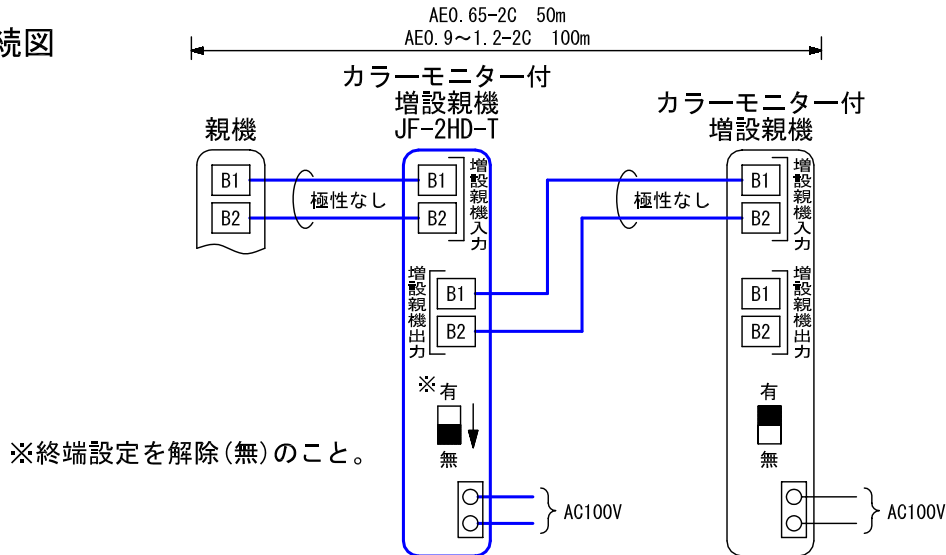 続図
AE0.65-2C 50m
AE0.9〜1.2-2C 100m
親機
カラーモニター付
増設親機
JF-2HD-T
カラーモニター付
増設親機
B1
B2
極性なし
B1
B2
増設親機入力
極性なし
B1
B2
増設親機入力
増設親機出力
B1
B2
B1
B2
増設親機出力
※有
無
有
無
※終端設定を解除(無)のこと。
AC100V
AC100V